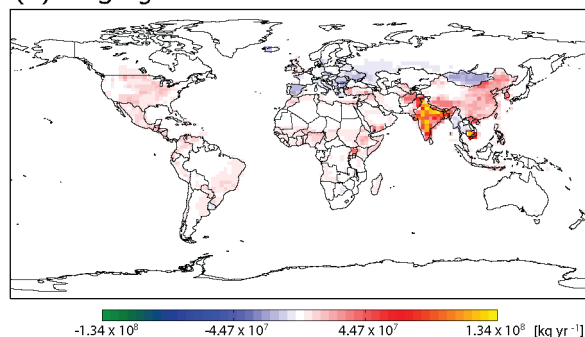 -1.34 x 10⁸ -4.47 x 10⁷ 4.47 x 10⁷ 1.34 x 10⁸ [kg yr ⁻¹]